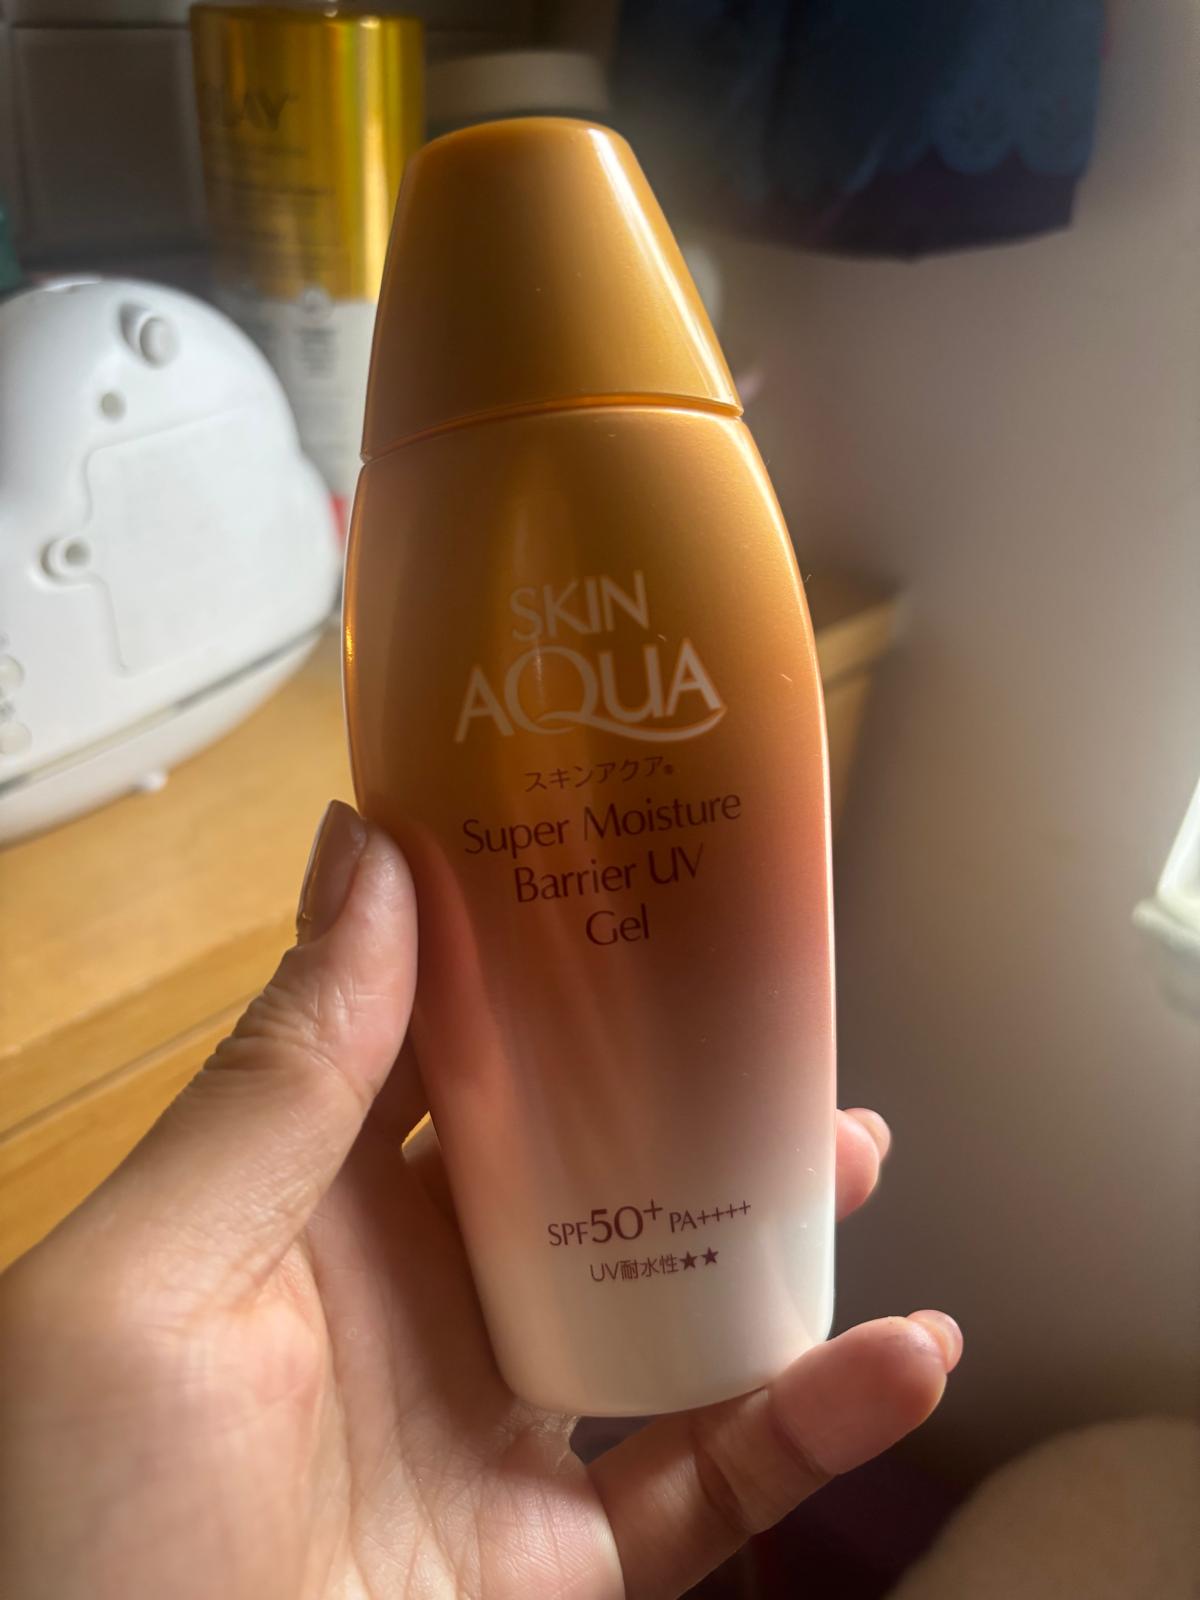 SKIN
AQUA
スキンアクア®
Super Moisture
Barrier UV
Gel
SPF50+ PA++++
UV耐水性★★